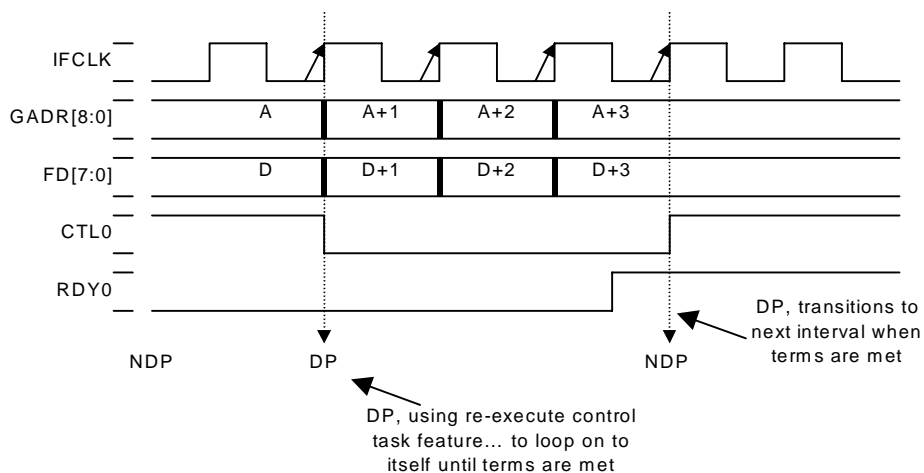 IFCLK
GADR[8:0]
A
A+1
A+2
A+3
FD[7:0]
D
D+1
D+2
D+3
CTL0
RDY0
NDP
DP
NDP
DP, transitions to
next interval when
terms are met
DP, using re-execute control
task feature... to loop on to
itself until terms are met